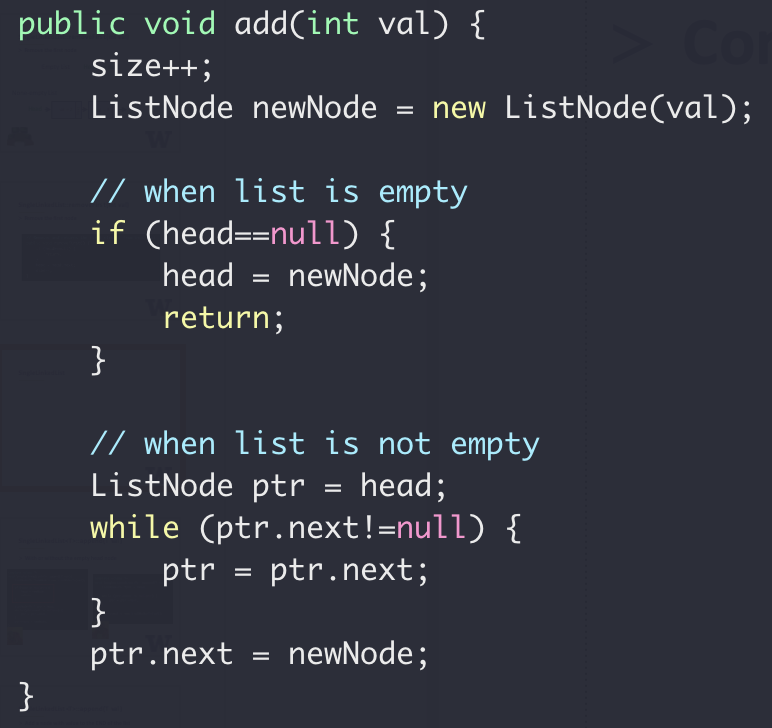 public void add(int val) {
    size++;
    ListNode newNode = new ListNode(val);

    // when list is empty
    if (head==null) {
        head = newNode;
        return;
    }

    // when list is not empty
    ListNode ptr = head;
    while (ptr.next!=null) {
        ptr = ptr.next;
    }
    ptr.next = newNode;
}